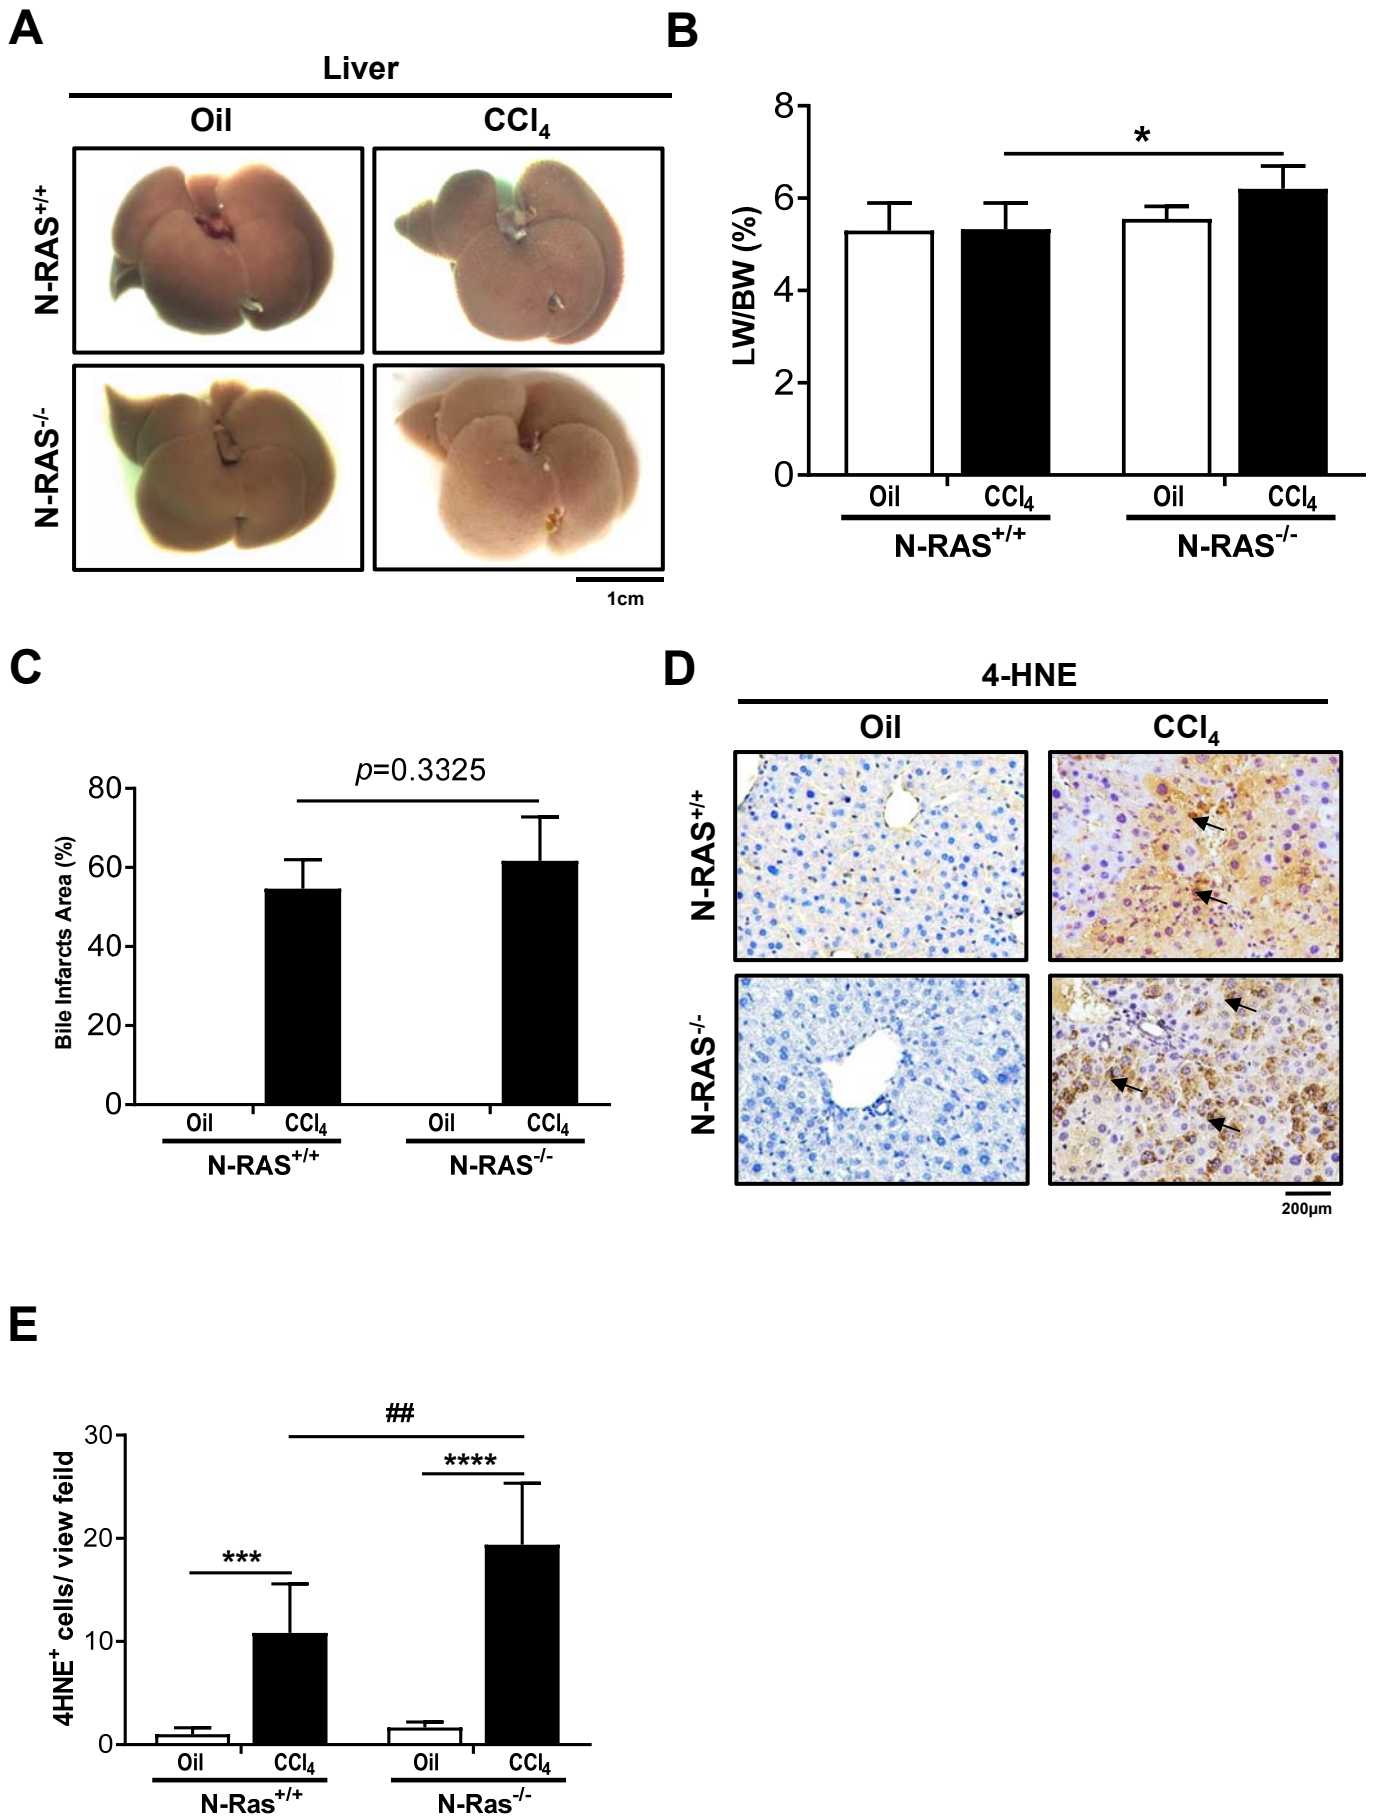 A
Liver
Oil
CCl4
N-RAS+/+
N-RAS-/-
1cm
B
LW/BW (%)
8
6
4
2
0
*
Oil
CCl4
Oil
CCl4
N-RAS+/+
N-RAS-/-
C
Bile Infarcts Area (%)
80
60
40
20
0
p=0.3325
Oil
CCl4
Oil
CCl4
N-RAS+/+
N-RAS-/-
D
4-HNE
Oil
CCl4
N-RAS+/+
N-RAS-/-
200µm
E
4HNE+ cells/ view feild
30
20
10
0
##
****
***
Oil
CCl4
Oil
CCl4
N-Ras+/+
N-Ras-/-